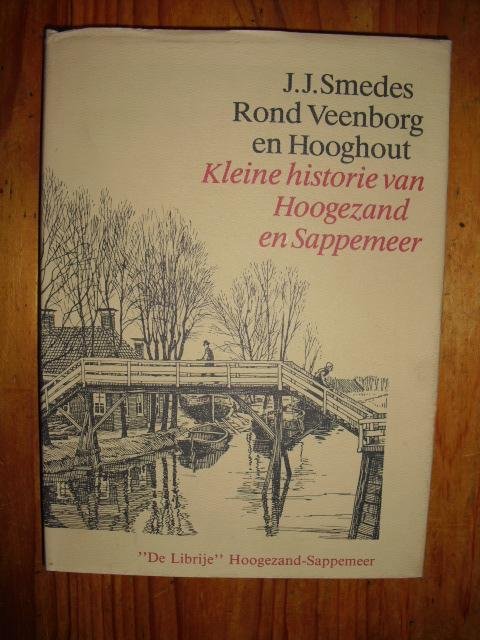 J.J.Smedes
Rond Veenborg
en Hooghout
Kleine historie van
Hoogezand
en Sappemeer
"De Librije" Hoogezand-Sappemeer